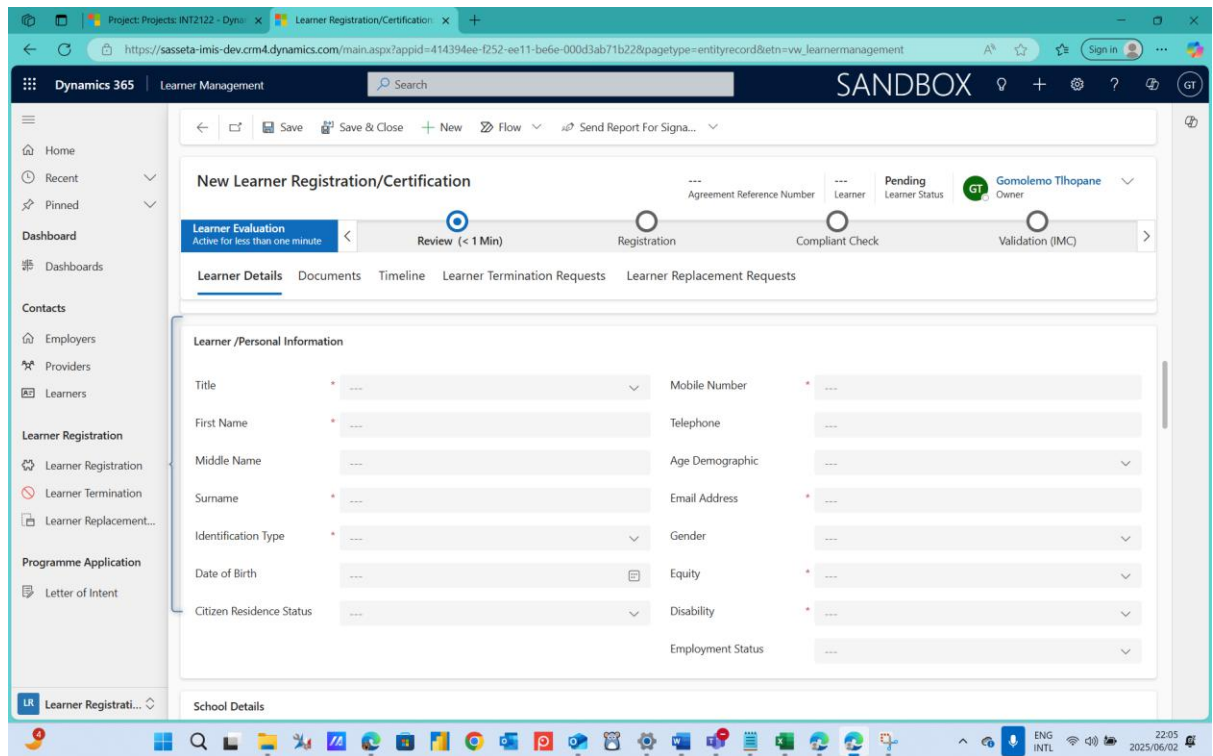 Project: Projects: INT2122 - Dynam
Learner Registration/Certification
https://sasseta-imis-dev.crm4.dynamics.com/main.aspx?appid=414394ee-f252-ee11-be6e-000d3ab71b22&pagetype=entityrecord&etn=vw_learnermanagement
Sign in
Dynamics 365
Learner Management
Search
SANDBOX
GT
Save
Save & Close
New
Flow
Send Report For Signa...
Home
Recent
Pinned
Dashboard
Dashboards
Contacts
Employers
Providers
Learners
Learner Registration
Learner Registration
Learner Termination
Learner Replacement...
Programme Application
Letter of Intent
LR Learner Registrati...
New Learner Registration/Certification
---
Agreement Reference Number
---
Learner
Pending
Learner Status
GT
Gomolemo Tlhopane
Owner
Learner Evaluation
Active for less than one minute
Review (< 1 Min)
Registration
Compliant Check
Validation (IMC)
Learner Details Documents Timeline Learner Termination Requests Learner Replacement Requests
Learner /Personal Information
Title * ---
First Name * ---
Middle Name ---
Surname * ---
Identification Type * ---
Date of Birth ---
Citizen Residence Status ---
Mobile Number * ---
Telephone ---
Age Demographic ---
Email Address * ---
Gender ---
Equity * ---
Disability * ---
Employment Status ---
School Details
4
ENG
INTL
22:05
2025/06/02